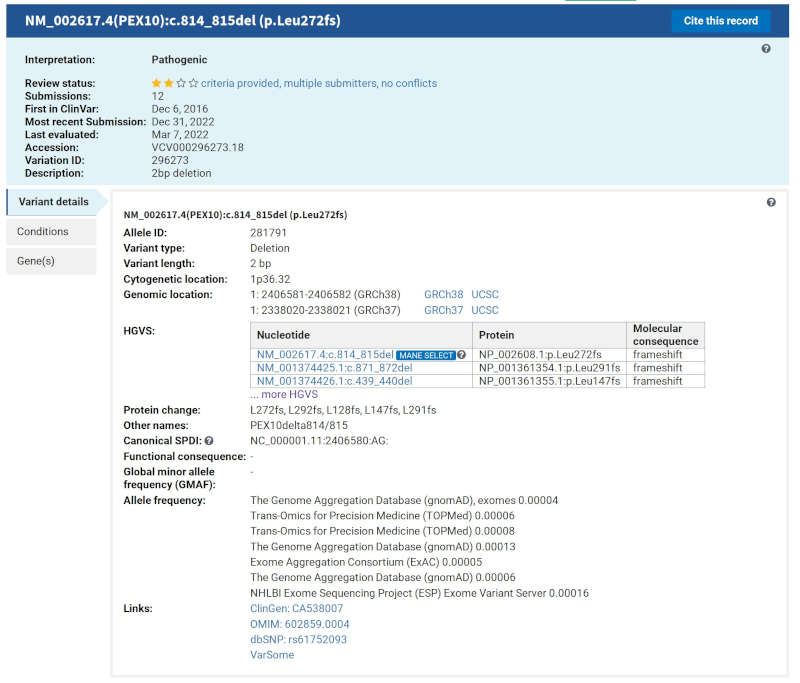 NM_002617.4(PEX10):c.814_815del (p.Leu272fs)
Cite this record
Interpretation: Pathogenic
Review status: criteria provided, multiple submitters, no conflicts
Submissions: 12
First in ClinVar: Dec 6, 2016
Most recent Submission: Dec 31, 2022
Last evaluated: Mar 7, 2022
Accession: VCV000296273.18
Variation ID: 296273
Description: 2bp deletion
Variant details
Conditions
Gene(s)
NM_002617.4(PEX10):c.814_815del (p.Leu272fs)
Allele ID: 281791
Variant type: Deletion
Variant length: 2 bp
Cytogenetic location: 1p36.32
Genomic location: 1: 2406581-2406582 (GRCh38) GRCh38 UCSC
1: 2338020-2338021 (GRCh37) GRCh37 UCSC
HGVS:
Nucleotide Protein Molecular consequence
NM_002617.4:c.814_815del MANE SELECT ? NP_002608.1:p.Leu272fs frameshift
NM_001374425.1:c.871_872del NP_001361354.1:p.Leu291fs frameshift
NM_001374426.1:c.439_440del NP_001361355.1:p.Leu147fs frameshift
... more HGVS
Protein change: L272fs, L292fs, L128fs, L147fs, L291fs
Other names: PEX10delta814/815
Canonical SPDI: ? NC_000001.11:2406580:AG:
Functional consequence: -
Global minor allele frequency (GMAF): -
Allele frequency: The Genome Aggregation Database (gnomAD), exomes 0.00004
Trans-Omics for Precision Medicine (TOPMed) 0.00006
Trans-Omics for Precision Medicine (TOPMed) 0.00008
The Genome Aggregation Database (gnomAD) 0.00013
Exome Aggregation Consortium (ExAC) 0.00005
The Genome Aggregation Database (gnomAD) 0.00006
NHLBI Exome Sequencing Project (ESP) Exome Variant Server 0.00016
Links: ClinGen: CA538007
OMIM: 602859.0004
dbSNP: rs61752093
VarSome